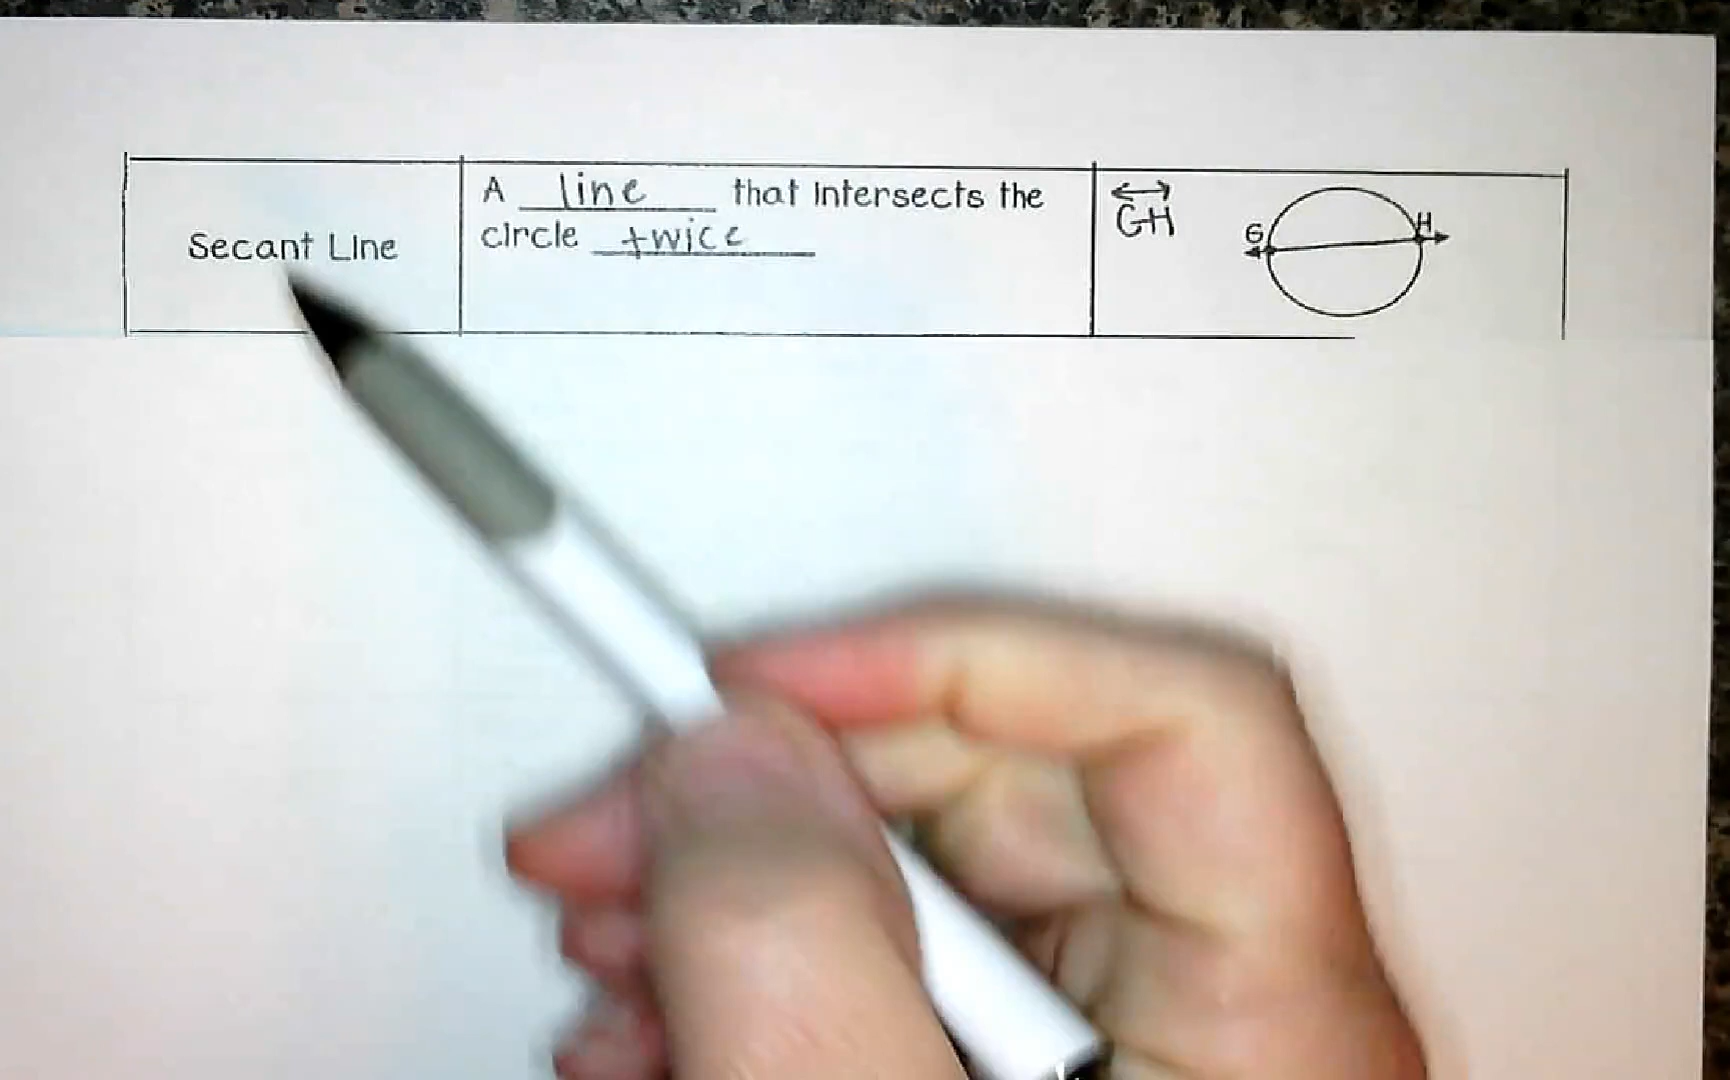 Secant Line
A line that intersects the
circle twice
GH
G
H